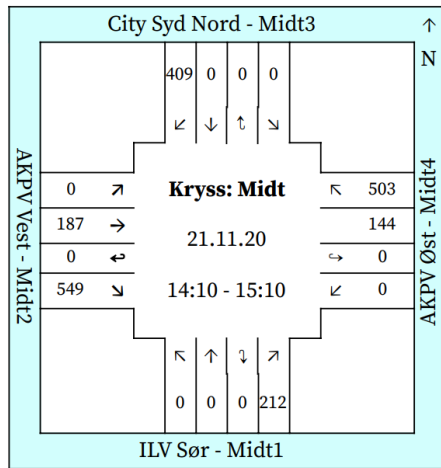 City Syd Nord - Midt3
↑
N
409 0 0 0
↙ ↓ ⮍ ↘
AKPV Vest - Midt2
0 ↗
187 →
0 ↩
549 ↘
Kryss: Midt
21.11.20
14:10 - 15:10
↖ 503
144
↪ 0
↙ 0
AKPV Øst - Midt4
↖ ↑ ⮏ ↗
0 0 0 212
ILV Sør - Midt1